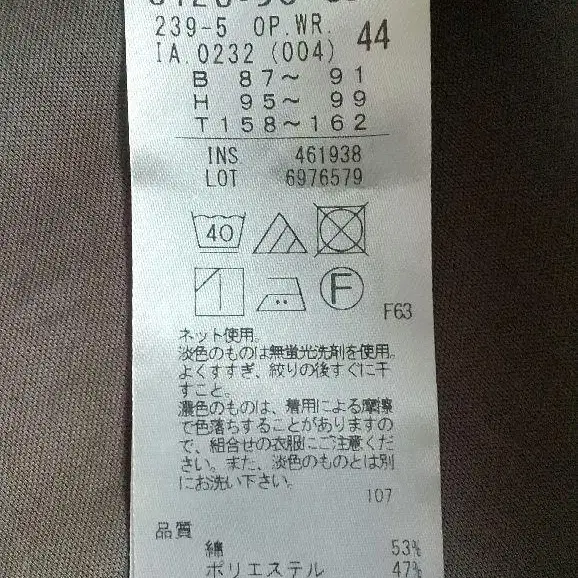 239-5 OP.WR.
IA.0232 (004) 44
B 87～ 91
H 95～ 99
T158～162
INS 461938
LOT 6976579
40
F
F63
ネット使用。
淡色のものは無蛍光洗剤を使用。
よくすすぎ、絞りの後すぐに干
すこと。
濃色のものは、着用による摩擦
で色落ちすることがありますの
で、組合せの衣服にご注意くだ
さい。また、淡色のものとは別
にお洗い下さい。
107
品質
綿 53%
ポリエステル 47%